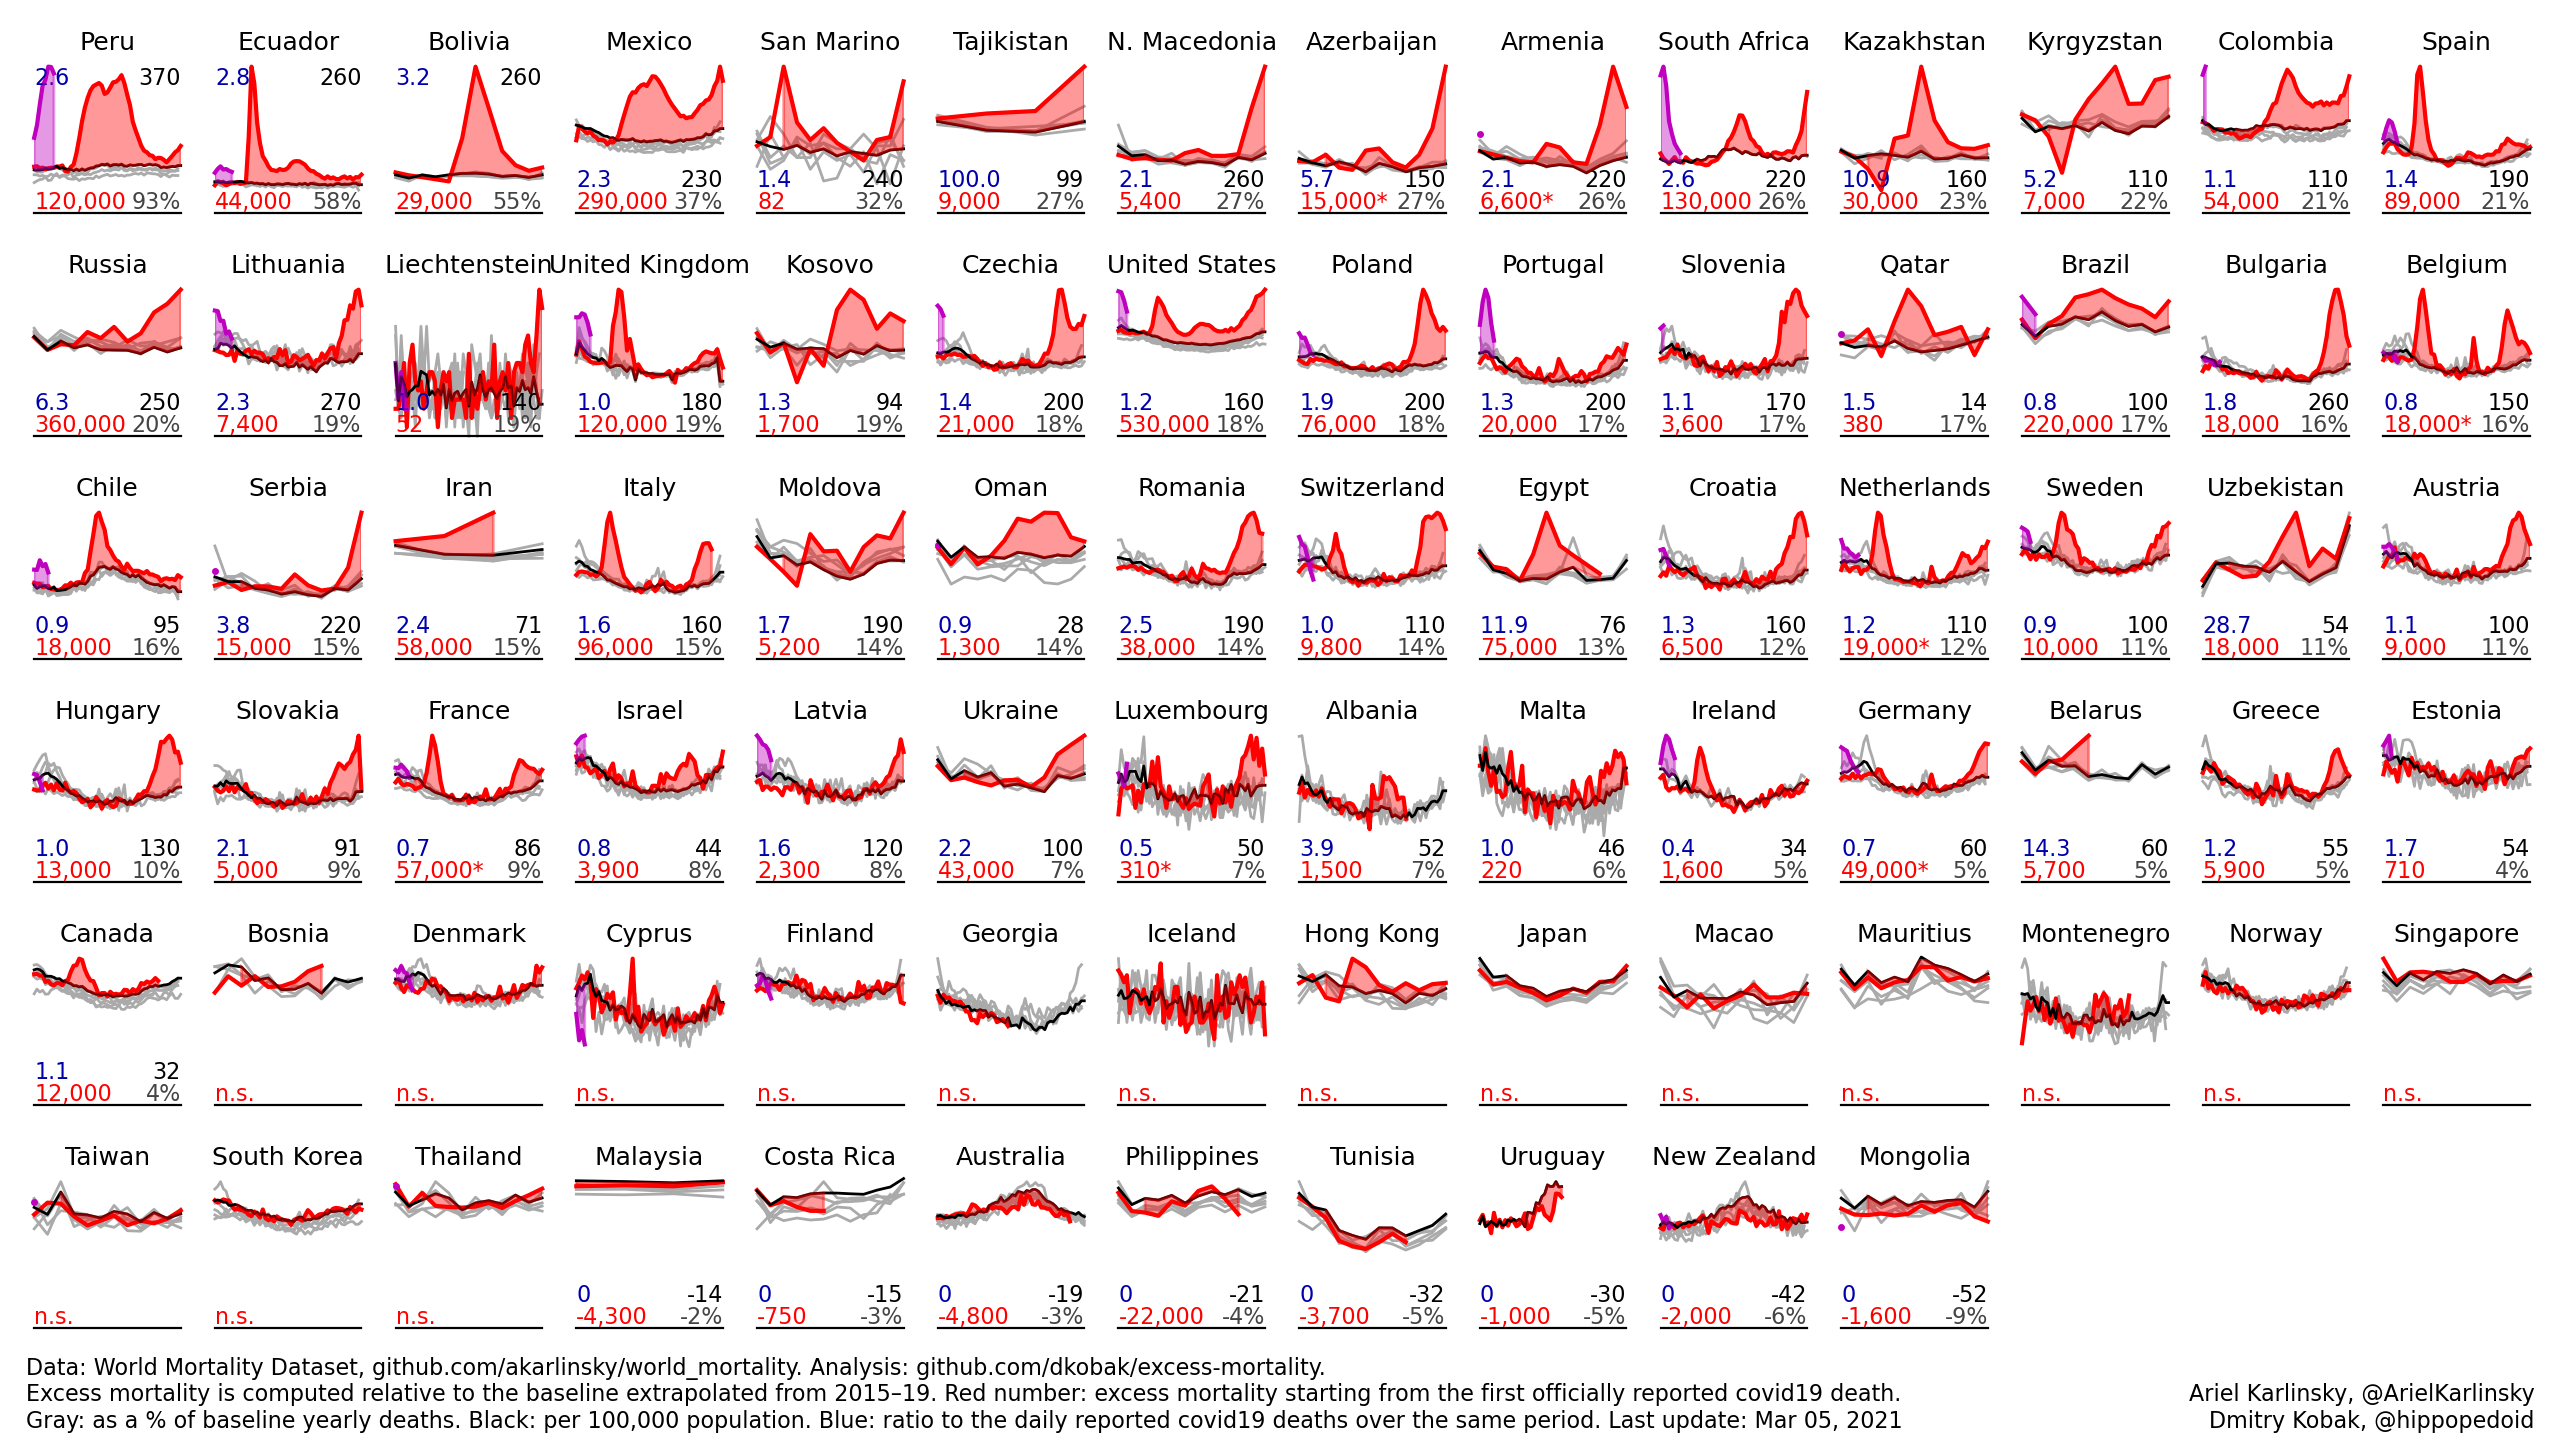 Peru Ecuador Bolivia Mexico San Marino Tajikistan N. Macedonia Azerbaijan Armenia South Africa Kazakhstan Kyrgyzstan Colombia Spain
2.6 370 2.8 260 3.2 260
2.3 230 1.4 240 100.0 99 2.1 260 5.7 150 2.1 220 2.6 220 10.9 160 5.2 110 1.1 110 1.4 190
120,000 93% 44,000 58% 29,000 55% 290,000 37% 82 32% 9,000 27% 5,400 27% 15,000* 27% 6,600* 26% 130,000 26% 30,000 23% 7,000 22% 54,000 21% 89,000 21%
Russia Lithuania Liechtenstein United Kingdom Kosovo Czechia United States Poland Portugal Slovenia Qatar Brazil Bulgaria Belgium
6.3 250 2.3 270 1.0 140 1.0 180 1.3 94 1.4 200 1.2 160 1.9 200 1.3 200 1.1 170 1.5 14 0.8 100 1.8 260 0.8 150
360,000 20% 7,400 19% 52 19% 120,000 19% 1,700 19% 21,000 18% 530,000 18% 76,000 18% 20,000 17% 3,600 17% 380 17% 220,000 17% 18,000 16% 18,000* 16%
Chile Serbia Iran Italy Moldova Oman Romania Switzerland Egypt Croatia Netherlands Sweden Uzbekistan Austria
0.9 95 3.8 220 2.4 71 1.6 160 1.7 190 0.9 28 2.5 190 1.0 110 11.9 76 1.3 160 1.2 110 0.9 100 28.7 54 1.1 100
18,000 16% 15,000 15% 58,000 15% 96,000 15% 5,200 14% 1,300 14% 38,000 14% 9,800 14% 75,000 13% 6,500 12% 19,000* 12% 10,000 11% 18,000 11% 9,000 11%
Hungary Slovakia France Israel Latvia Ukraine Luxembourg Albania Malta Ireland Germany Belarus Greece Estonia
1.0 130 2.1 91 0.7 86 0.8 44 1.6 120 2.2 100 0.5 50 3.9 52 1.0 46 0.4 34 0.7 60 14.3 60 1.2 55 1.7 54
13,000 10% 5,000 9% 57,000* 9% 3,900 8% 2,300 8% 43,000 7% 310* 7% 1,500 7% 220 6% 1,600 5% 49,000* 5% 5,700 5% 5,900 5% 710 4%
Canada Bosnia Denmark Cyprus Finland Georgia Iceland Hong Kong Japan Macao Mauritius Montenegro Norway Singapore
1.1 32
12,000 4% n.s. n.s. n.s. n.s. n.s. n.s. n.s. n.s. n.s. n.s. n.s. n.s. n.s.
Taiwan South Korea Thailand Malaysia Costa Rica Australia Philippines Tunisia Uruguay New Zealand Mongolia
0 -14 0 -15 0 -19 0 -21 0 -32 0 -30 0 -42 0 -52
n.s. n.s. n.s. -4,300 -2% -750 -3% -4,800 -3% -22,000 -4% -3,700 -5% -1,000 -5% -2,000 -6% -1,600 -9%
Data: World Mortality Dataset, github.com/akarlinsky/world_mortality. Analysis: github.com/dkobak/excess-mortality.
Excess mortality is computed relative to the baseline extrapolated from 2015–19. Red number: excess mortality starting from the first officially reported covid19 death.
Gray: as a % of baseline yearly deaths. Black: per 100,000 population. Blue: ratio to the daily reported covid19 deaths over the same period. Last update: Mar 05, 2021
Ariel Karlinsky, @ArielKarlinsky
Dmitry Kobak, @hippopedoid